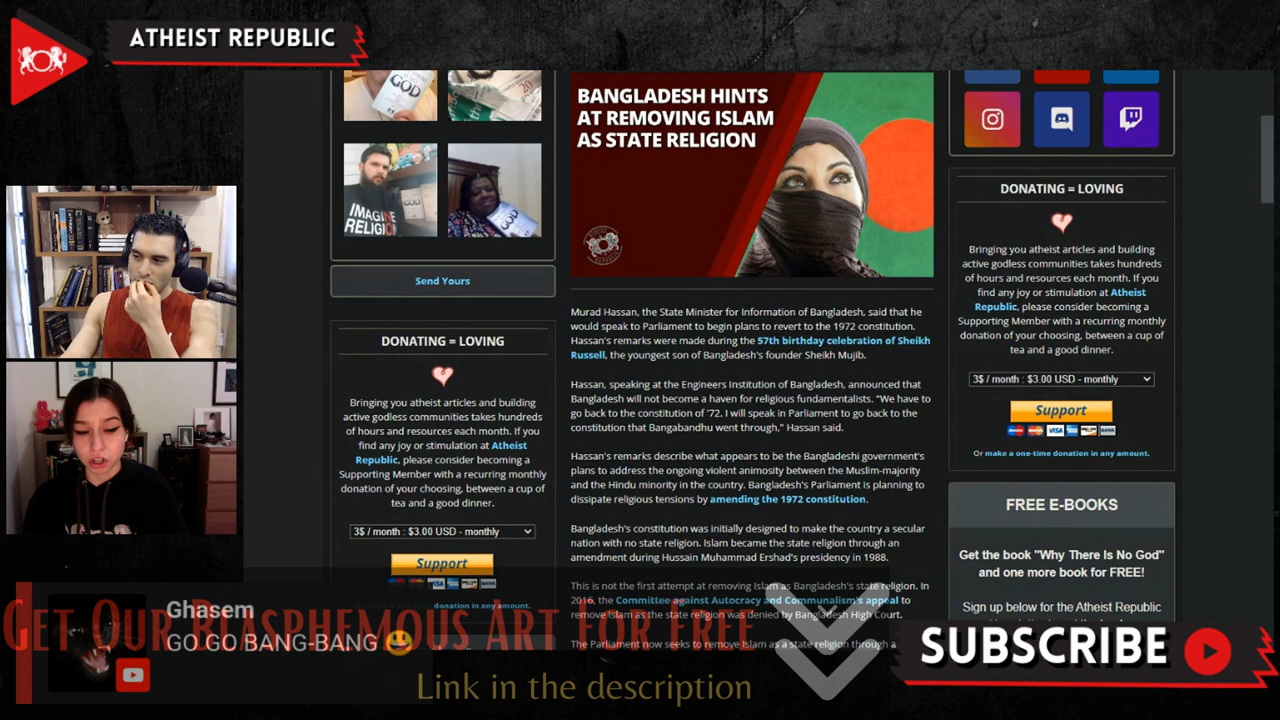 ATHEIST REPUBLIC
GOD
GOD
20
IMAGINE
RELIGION
GOD
Send Yours
DONATING = LOVING
Bringing you atheist articles and building
active godless communities takes hundreds
of hours and resources each month. If you
find any joy or stimulation at Atheist
Republic, please consider becoming a
Supporting Member with a recurring monthly
donation of your choosing, between a cup of
tea and a good dinner.
3$ / month : $3.00 USD - monthly
Support
VISA
BANK
donation in any amount.
BANGLADESH HINTS
AT REMOVING ISLAM
AS STATE RELIGION
Murad Hassan, the State Minister for Information of Bangladesh, said that he
would speak to Parliament to begin plans to revert to the 1972 constitution.
Hassan's remarks were made during the 57th birthday celebration of Sheikh
Russell, the youngest son of Bangladesh's founder Sheikh Mujib.
Hassan, speaking at the Engineers Institution of Bangladesh, announced that
Bangladesh will not become a haven for religious fundamentalists. "We have to
go back to the constitution of '72. I will speak in Parliament to go back to the
constitution that Bangabandhu went through," Hassan said.
Hassan's remarks describe what appears to be the Bangladeshi government's
plans to address the ongoing violent animosity between the Muslim-majority
and the Hindu minority in the country. Bangladesh's Parliament is planning to
dissipate religious tensions by amending the 1972 constitution.
Bangladesh's constitution was initially designed to make the country a secular
nation with no state religion. Islam became the state religion through an
amendment during Hussain Muhammad Ershad's presidency in 1988.
This is not the first attempt at removing Islam as Bangladesh's state religion. In
2016, the Committee against Autocracy and Communalism's appeal to
remove Islam as the state religion was denied by Bangladesh High Court.
The Parliament now seeks to remove Islam as a state religion through a
DONATING = LOVING
Bringing you atheist articles and building
active godless communities takes hundreds
of hours and resources each month. If you
find any joy or stimulation at Atheist
Republic, please consider becoming a
Supporting Member with a recurring monthly
donation of your choosing, between a cup of
tea and a good dinner.
3$ / month : $3.00 USD - monthly
Support
VISA
BANK
Or make a one-time donation in any amount.
FREE E-BOOKS
Get the book "Why There Is No God"
and one more book for FREE!
Sign up below for the Atheist Republic
Get Our Blasphemous Art For Free
Ghasem
GO GO BANG-BANG 😃
Link in the description
SUBSCRIBE